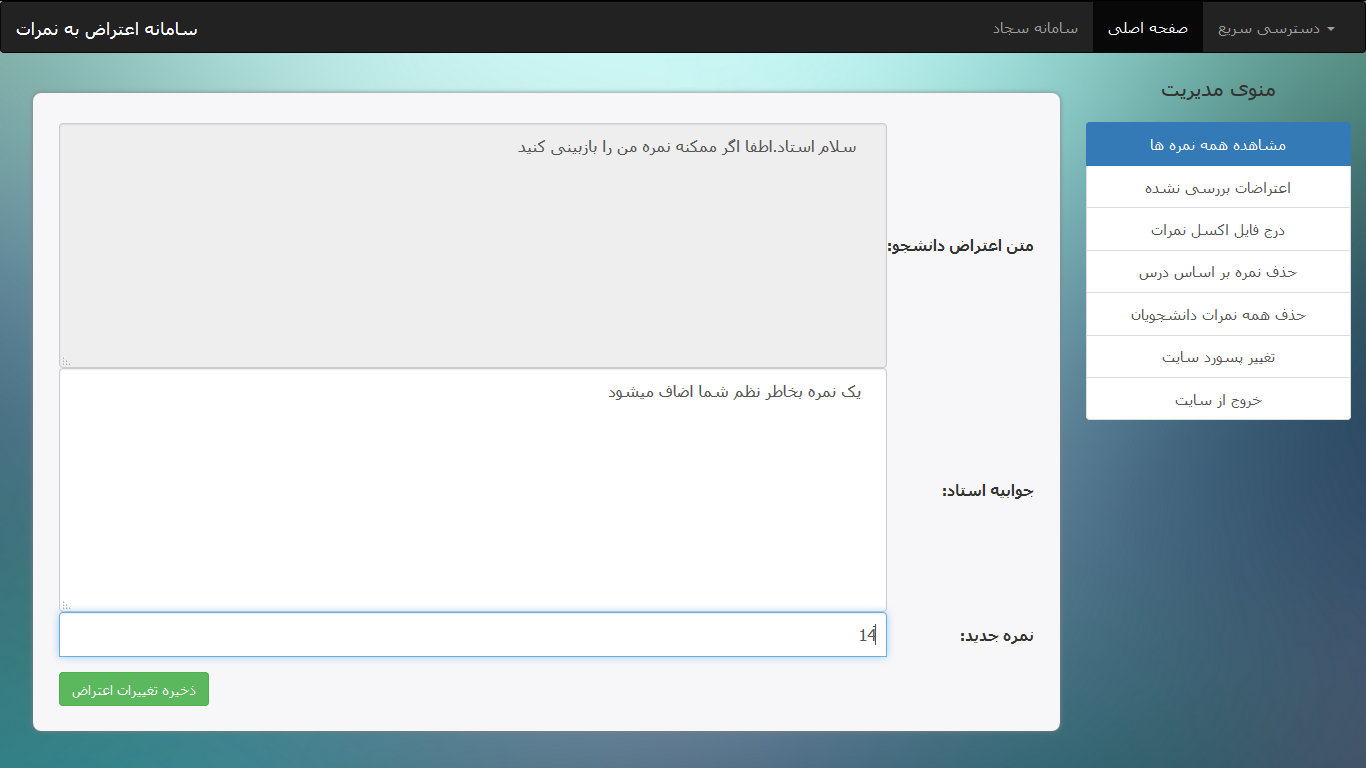 دسترسی سریع
صفحه اصلی
سامانه سجاد
سامانه اعتراض به نمرات
منوی مدیریت
مشاهده همه نمره ها
اعتراضات بررسی نشده
درج فایل اکسل نمرات
حذف نمره بر اساس درس
حذف همه نمرات دانشجویان
تغییر پسورد سایت
خروج از سایت
متن اعتراض دانشجو:
سلام استاد.اطفا اگر ممکنه نمره من را بازبینی کنید
جوابیه استاد:
یک نمره بخاطر نظم شما اضاف میشود
نمره جدید:
14
ذخیره تغییرات اعتراض